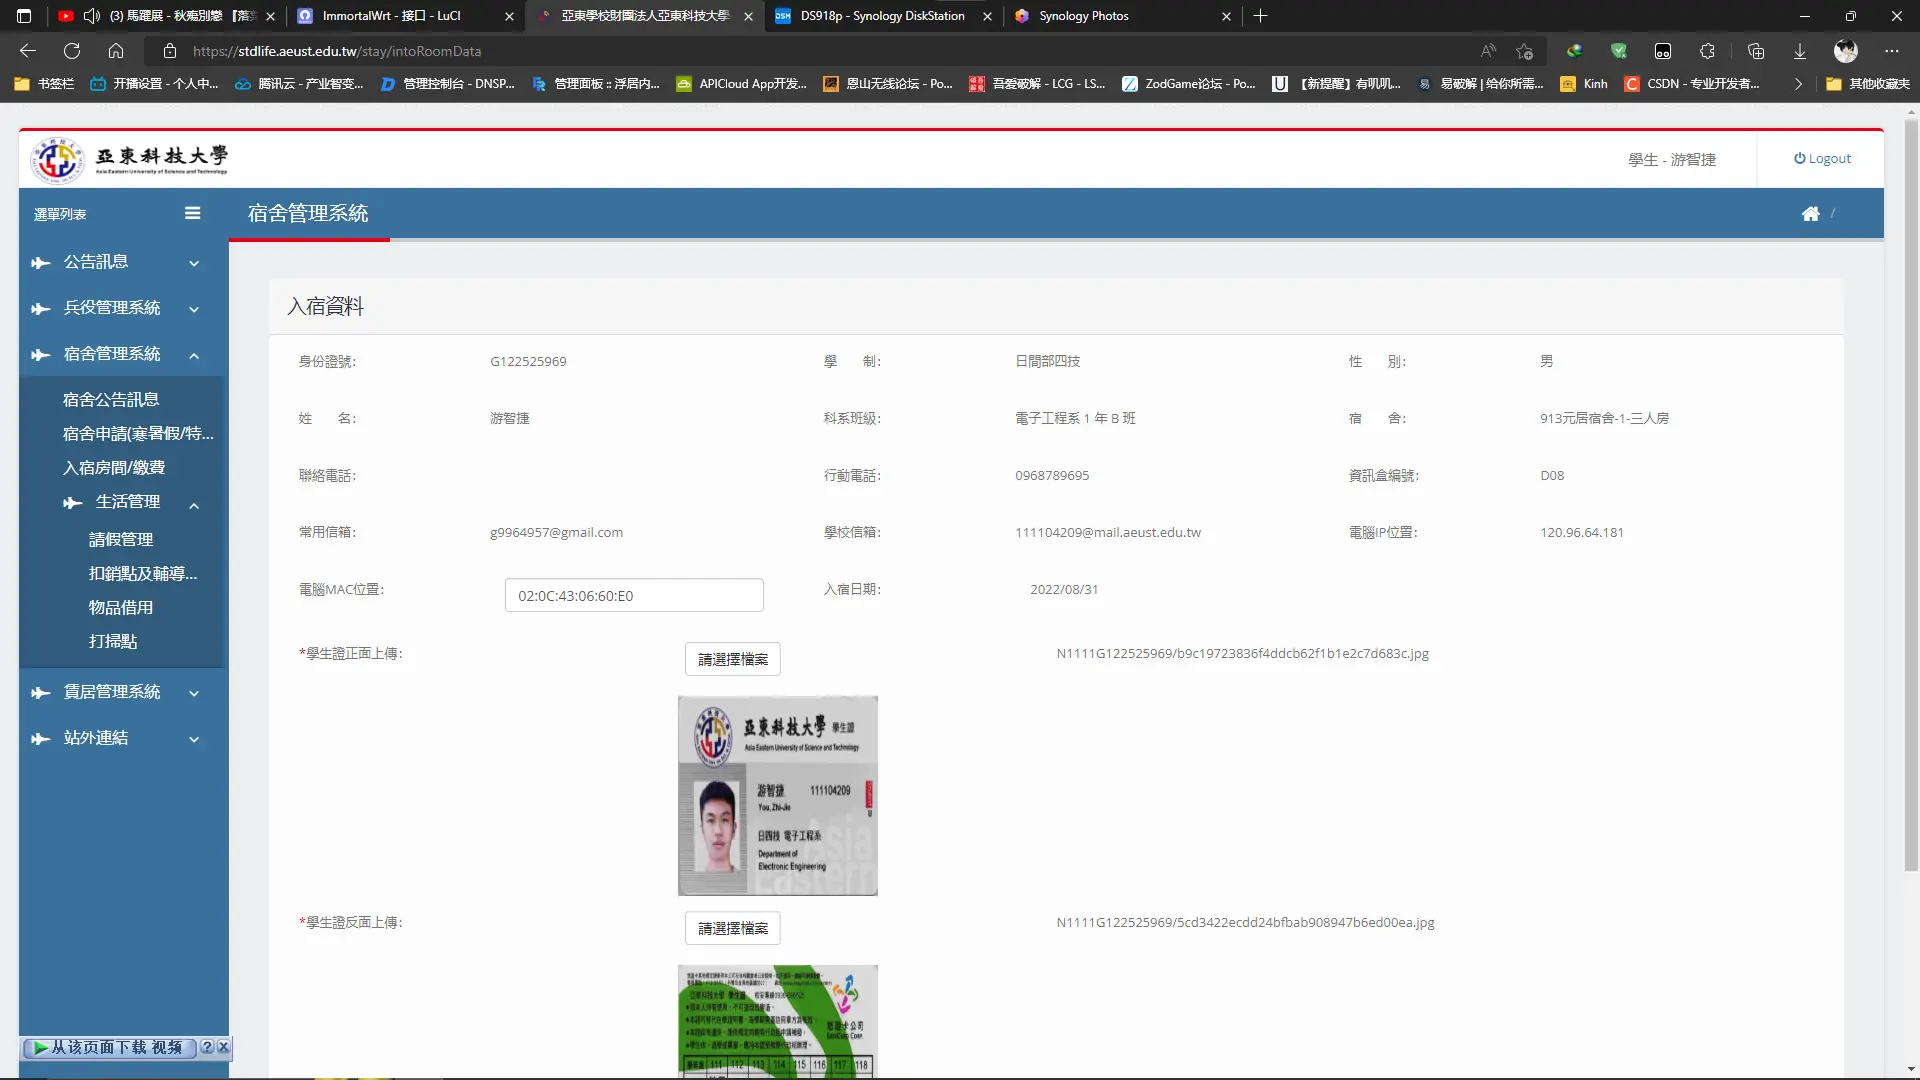 (3) 馬躍展 - 秋殤別戀 『落
ImmortalWrt - 接口 - LuCI
亞東學校財團法人亞東科技大學
DS918p - Synology DiskStation
Synology Photos
https://stdlife.aeust.edu.tw/stay/intoRoomData
书签栏
开播设置 - 个人中...
腾讯云 - 产业智变...
管理控制台 - DNSP...
管理面板 :: 浮居内...
APICloud App开发...
恩山无线论坛 - Po...
吾爱破解 - LCG - LS...
ZodGame论坛 - Po...
【新提醒】有叽叽...
易破解 | 给你所需...
Kinh
CSDN - 专业开发者...
其他收藏夹
亞東科技大學
Asia Eastern University of Science and Technology
學生 - 游智捷
Logout
選單列表
宿舍管理系統
/
公告訊息
兵役管理系統
宿舍管理系統
宿舍公告訊息
宿舍申請(寒暑假/特...
入宿房間/繳費
生活管理
請假管理
扣銷點及輔導...
物品借用
打掃點
賃居管理系統
站外連結
入宿資料
身份證號: G122525969 學 制: 日間部四技 性 別: 男
姓 名: 游智捷 科系班級: 電子工程系 1 年 B 班 宿 舍: 913元居宿舍-1-三人房
聯絡電話: 行動電話: 0968789695 資訊盒編號: D08
常用信箱: g9964957@gmail.com 學校信箱: 111104209@mail.aeust.edu.tw 電腦IP位置: 120.96.64.181
電腦MAC位置: 02:0C:43:06:60:E0 入宿日期: 2022/08/31
*學生證正面上傳: 請選擇檔案 N1111G122525969/b9c19723836f4ddcb62f1b1e2c7d683c.jpg
亞東科技大學 學生證
Asia Eastern University of Science and Technology
游智捷 111104209
You, Zhi-Jie
日四技 電子工程系
Department of
Electronic Engineering
Asia
Eastern
*學生證反面上傳: 請選擇檔案 N1111G122525969/5cd3422ecdd24bfbab908947b6ed00ea.jpg
亞東科技大學 學生證
悠遊卡公司
EASYCARD CORP.
111 112 113 114 115 116 117 118
从该页面下载 视频